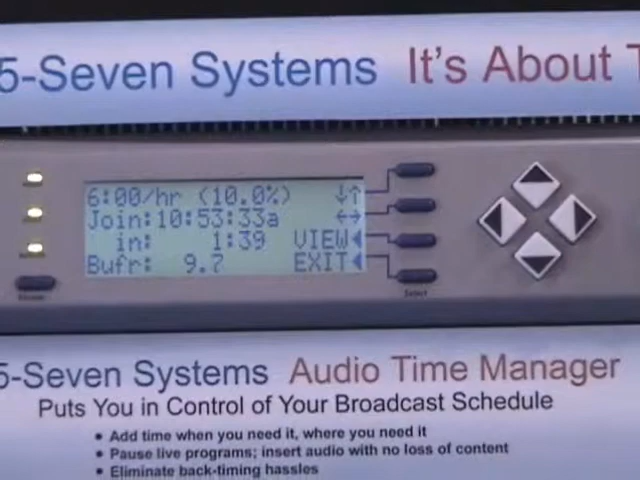 5-Seven Systems It's About T
6:00/hr (10.0%) ↓↑
Join:10:53:33a ←→
in: 1:39 VIEW◀
Bufr: 9.7 EXIT◀
Select
5-Seven Systems Audio Time Manager
Puts You in Control of Your Broadcast Schedule
• Add time when you need it, where you need it
• Pause live programs; insert audio with no loss of content
• Eliminate back-timing hassles